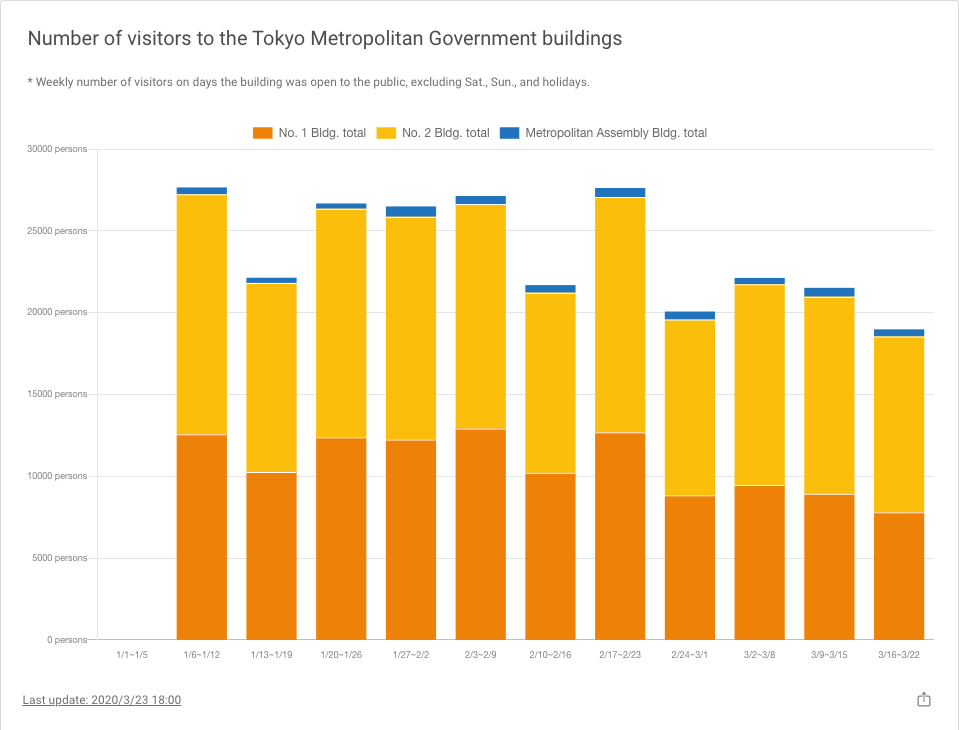 Number of visitors to the Tokyo Metropolitan Government buildings
* Weekly number of visitors on days the building was open to the public, excluding Sat., Sun., and holidays.
No. 1 Bldg. total No. 2 Bldg. total Metropolitan Assembly Bldg. total
30000 persons
25000 persons
20000 persons
15000 persons
10000 persons
5000 persons
0 persons
1/1~1/5 1/6~1/12 1/13~1/19 1/20~1/26 1/27~2/2 2/3~2/9 2/10~2/16 2/17~2/23 2/24~3/1 3/2~3/8 3/9~3/15 3/16~3/22
Last update: 2020/3/23 18:00